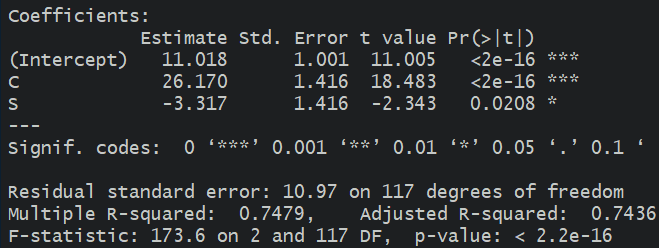 Coefficients:
            Estimate Std. Error t value Pr(>|t|)
(Intercept)   11.018      1.001  11.005   <2e-16 ***
C             26.170      1.416  18.483   <2e-16 ***
S             -3.317      1.416  -2.343   0.0208 *
---
Signif. codes:  0 ‘***’ 0.001 ‘**’ 0.01 ‘*’ 0.05 ‘.’ 0.1 ‘
Residual standard error: 10.97 on 117 degrees of freedom
Multiple R-squared:  0.7479,    Adjusted R-squared:  0.7436
F-statistic: 173.6 on 2 and 117 DF,  p-value: < 2.2e-16